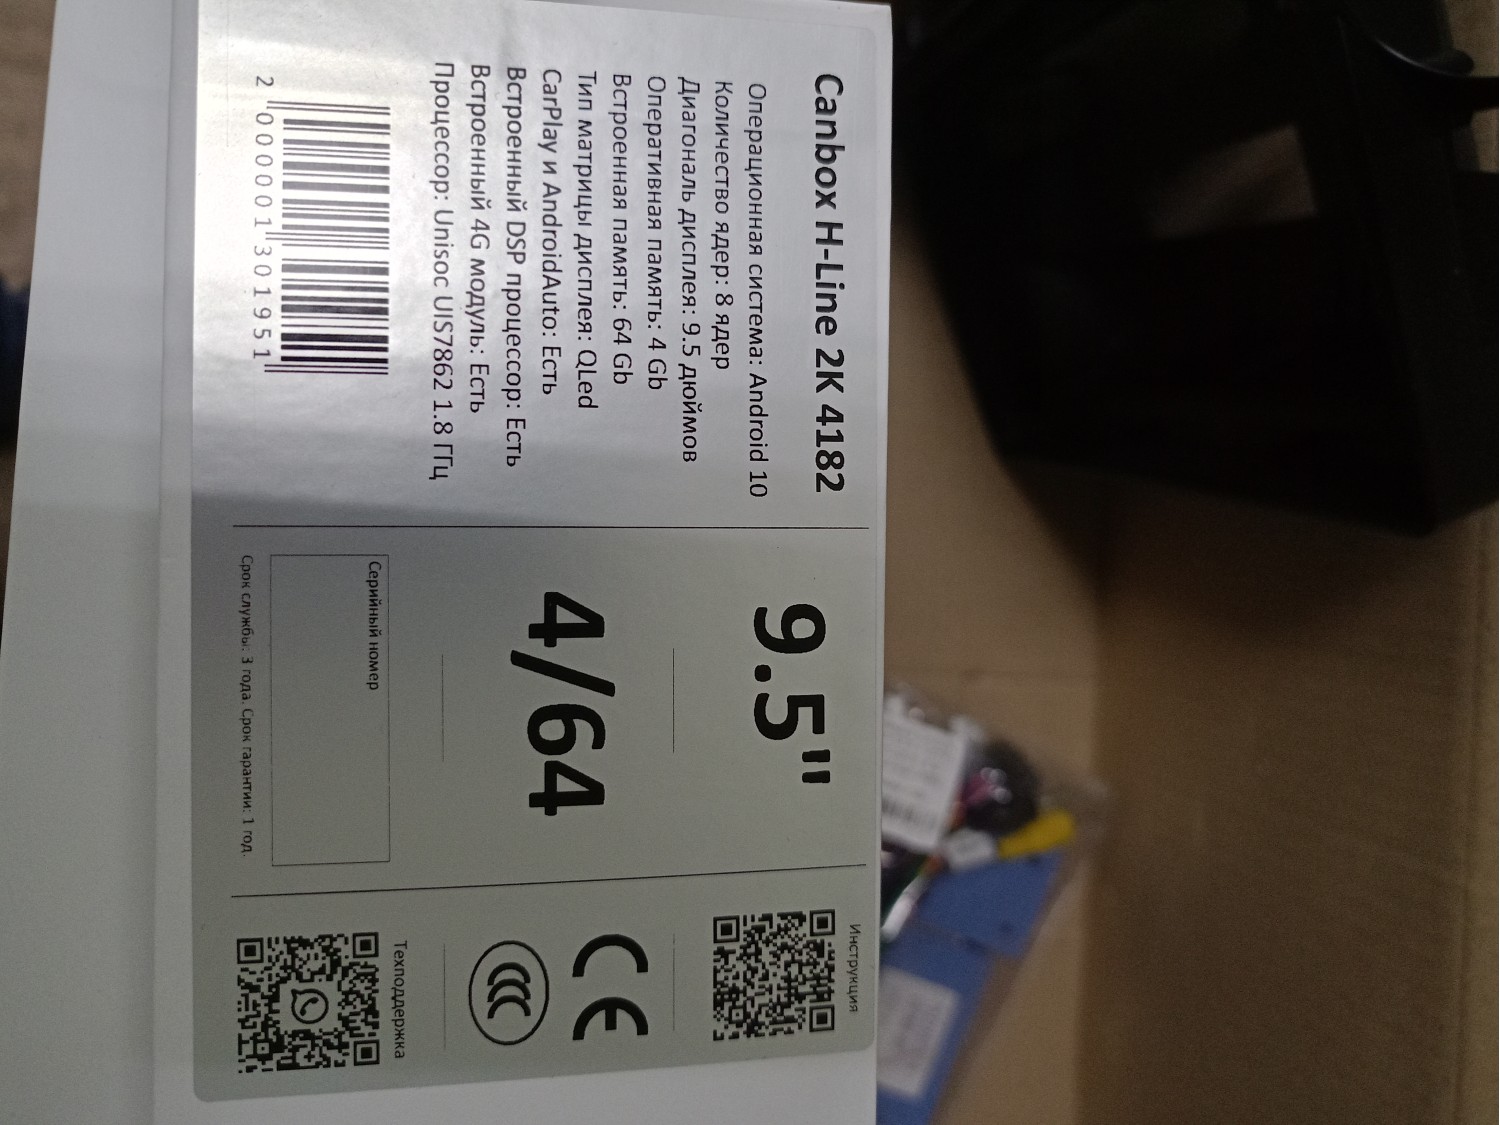 Canbox H-Line 2K 4182
Операционная система: Android 10
Количество ядер: 8 ядер
Диагональ дисплея: 9.5 дюймов
Оперативная память: 4 Gb
Встроенная память: 64 Gb
Тип матрицы дисплея: QLed
CarPlay и AndroidAuto: Есть
Встроенный DSP процессор: Есть
Встроенный 4G модуль: Есть
Процессор: Unisoc UIS7862 1.8 ГГц
2 000001 301951
9.5"
4/64
Серийный номер
Срок службы: 3 года. Срок гарантии: 1 год.
Инструкция
CE
CCC
Техподдержка